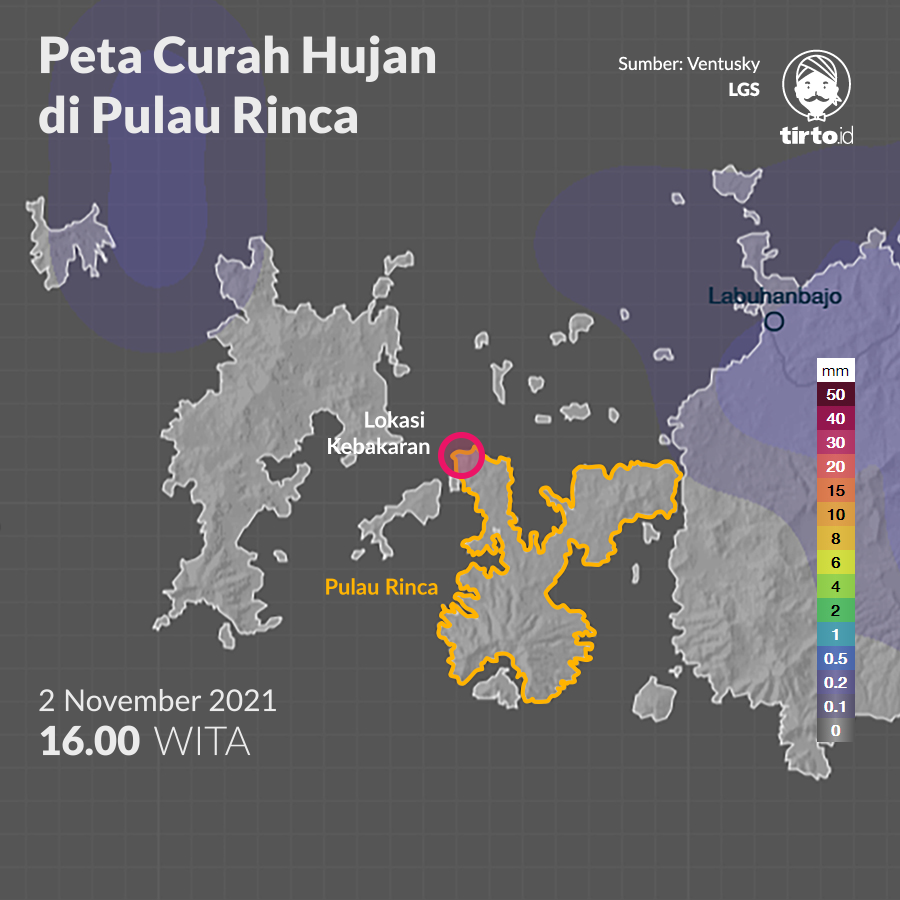 Peta Curah Hujan
di Pulau Rinca
Sumber: Ventusky
LGS
tirto.id
Labuhanbajo
Lokasi
Kebakaran
Pulau Rinca
mm
50
40
30
20
15
10
8
6
4
2
1
0.5
0.2
0.1
0
2 November 2021
16.00 WITA